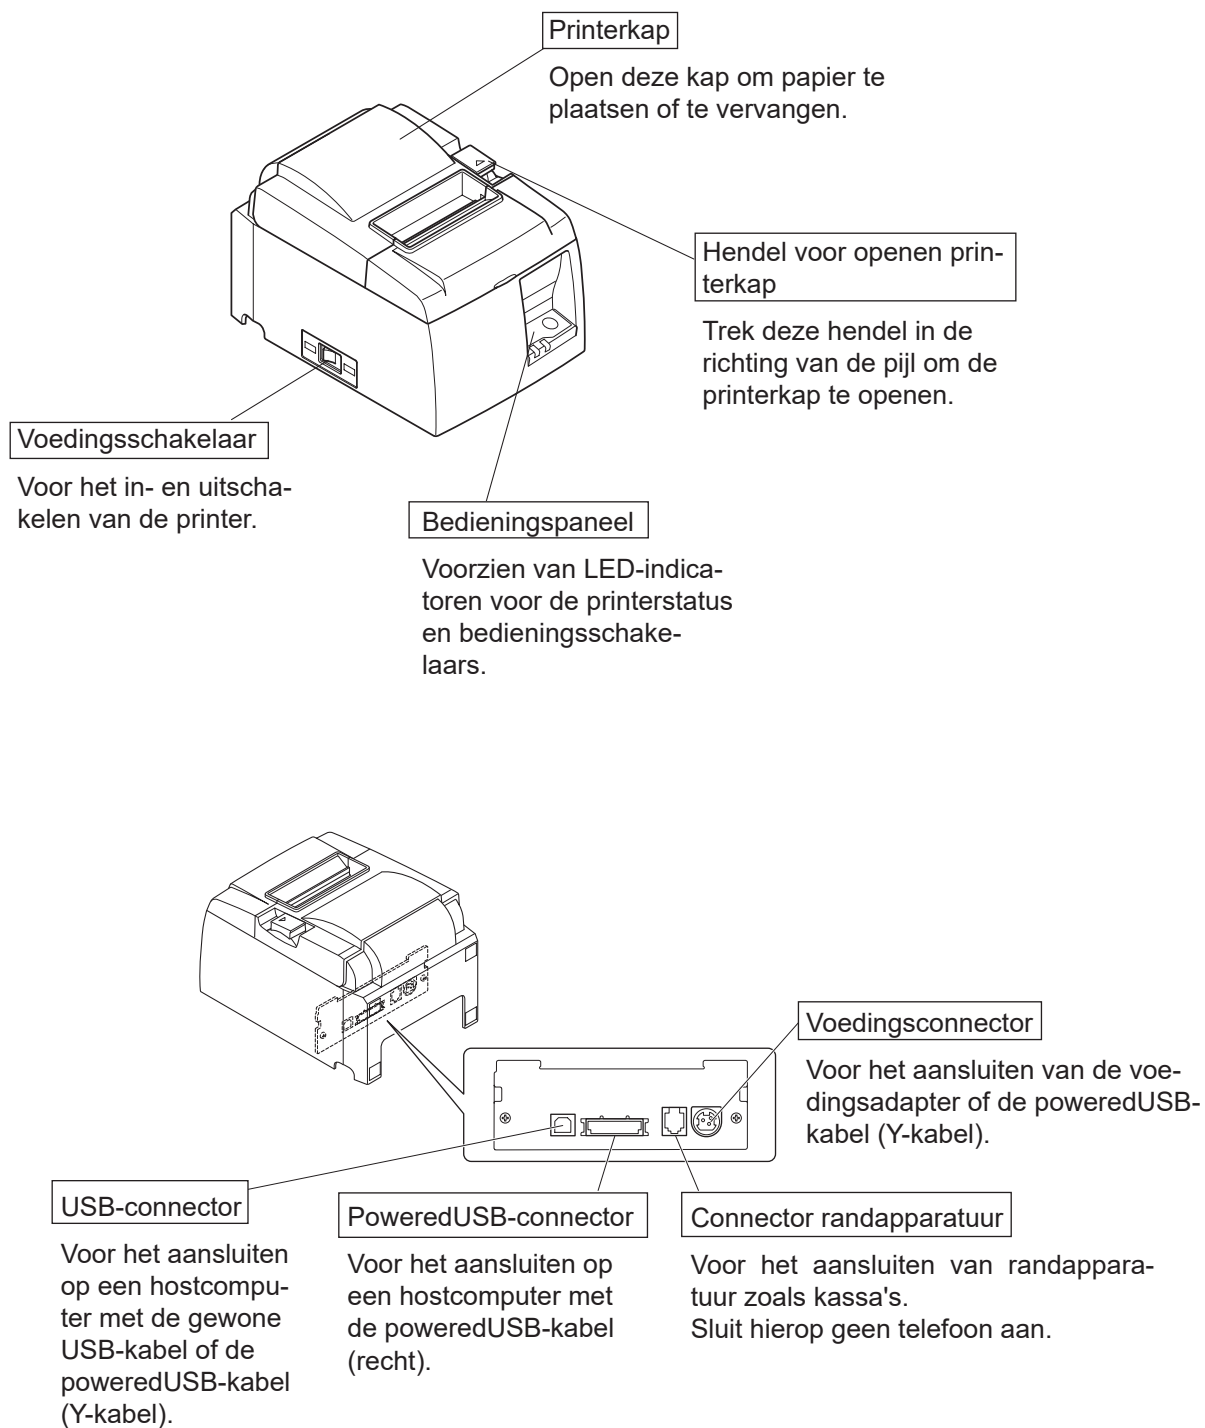 Printerkap
Open deze kap om papier te
plaatsen of te vervangen.
Hendel voor openen prin-
terkap
Trek deze hendel in de
richting van de pijl om de
printerkap te openen.
Voedingsschakelaar
Voor het in- en uitscha-
kelen van de printer.
Bedieningspaneel
Voorzien van LED-indica-
toren voor de printerstatus
en bedieningsschake-
laars.
Voedingsconnector
Voor het aansluiten van de voe-
dingsadapter of de poweredUSB-
kabel (Y-kabel).
USB-connector
Voor het aansluiten
op een hostcompu-
ter met de gewone
USB-kabel of de
poweredUSB-kabel
(Y-kabel).
PoweredUSB-connector
Voor het aansluiten op
een hostcomputer met
de poweredUSB-kabel
(recht).
Connector randapparatuur
Voor het aansluiten van randappara-
tuur zoals kassa's.
Sluit hierop geen telefoon aan.